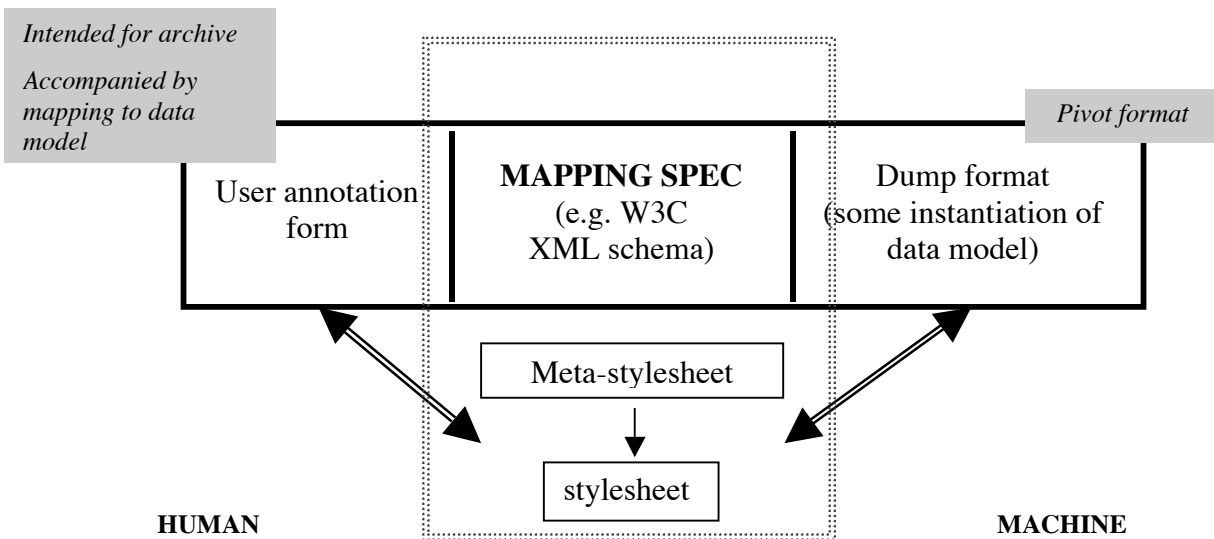 Intended for archive
Accompanied by
mapping to data
model
Pivot format
User annotation
form
MAPPING SPEC
(e.g. W3C
XML schema)
Dump format
(some instantiation of
data model)
Meta-stylesheet
stylesheet
HUMAN
MACHINE